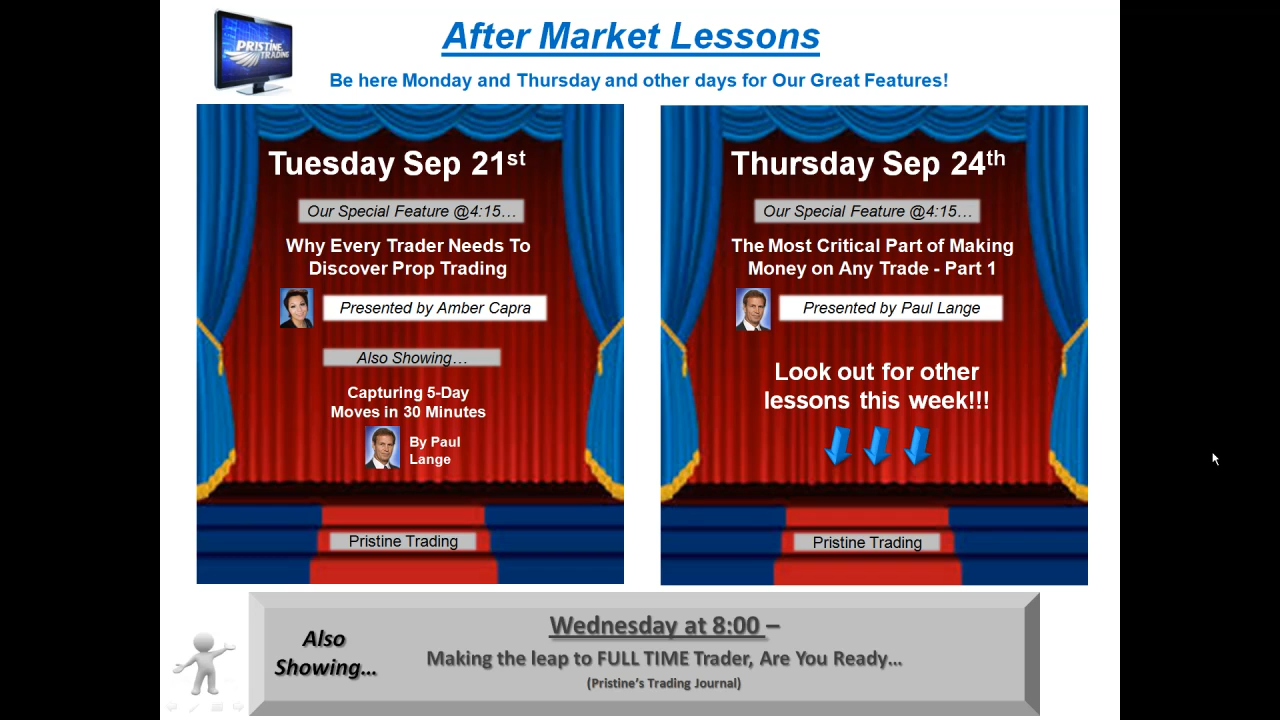 PRISTINE
TRADING
After Market Lessons
Be here Monday and Thursday and other days for Our Great Features!
Tuesday Sep 21st
Our Special Feature @4:15…
Why Every Trader Needs To
Discover Prop Trading
Presented by Amber Capra
Also Showing…
Capturing 5-Day
Moves in 30 Minutes
By Paul
Lange
Pristine Trading
Thursday Sep 24th
Our Special Feature @4:15…
The Most Critical Part of Making
Money on Any Trade - Part 1
Presented by Paul Lange
Look out for other
lessons this week!!!
Pristine Trading
Also
Showing…
Wednesday at 8:00 –
Making the leap to FULL TIME Trader, Are You Ready…
(Pristine's Trading Journal)